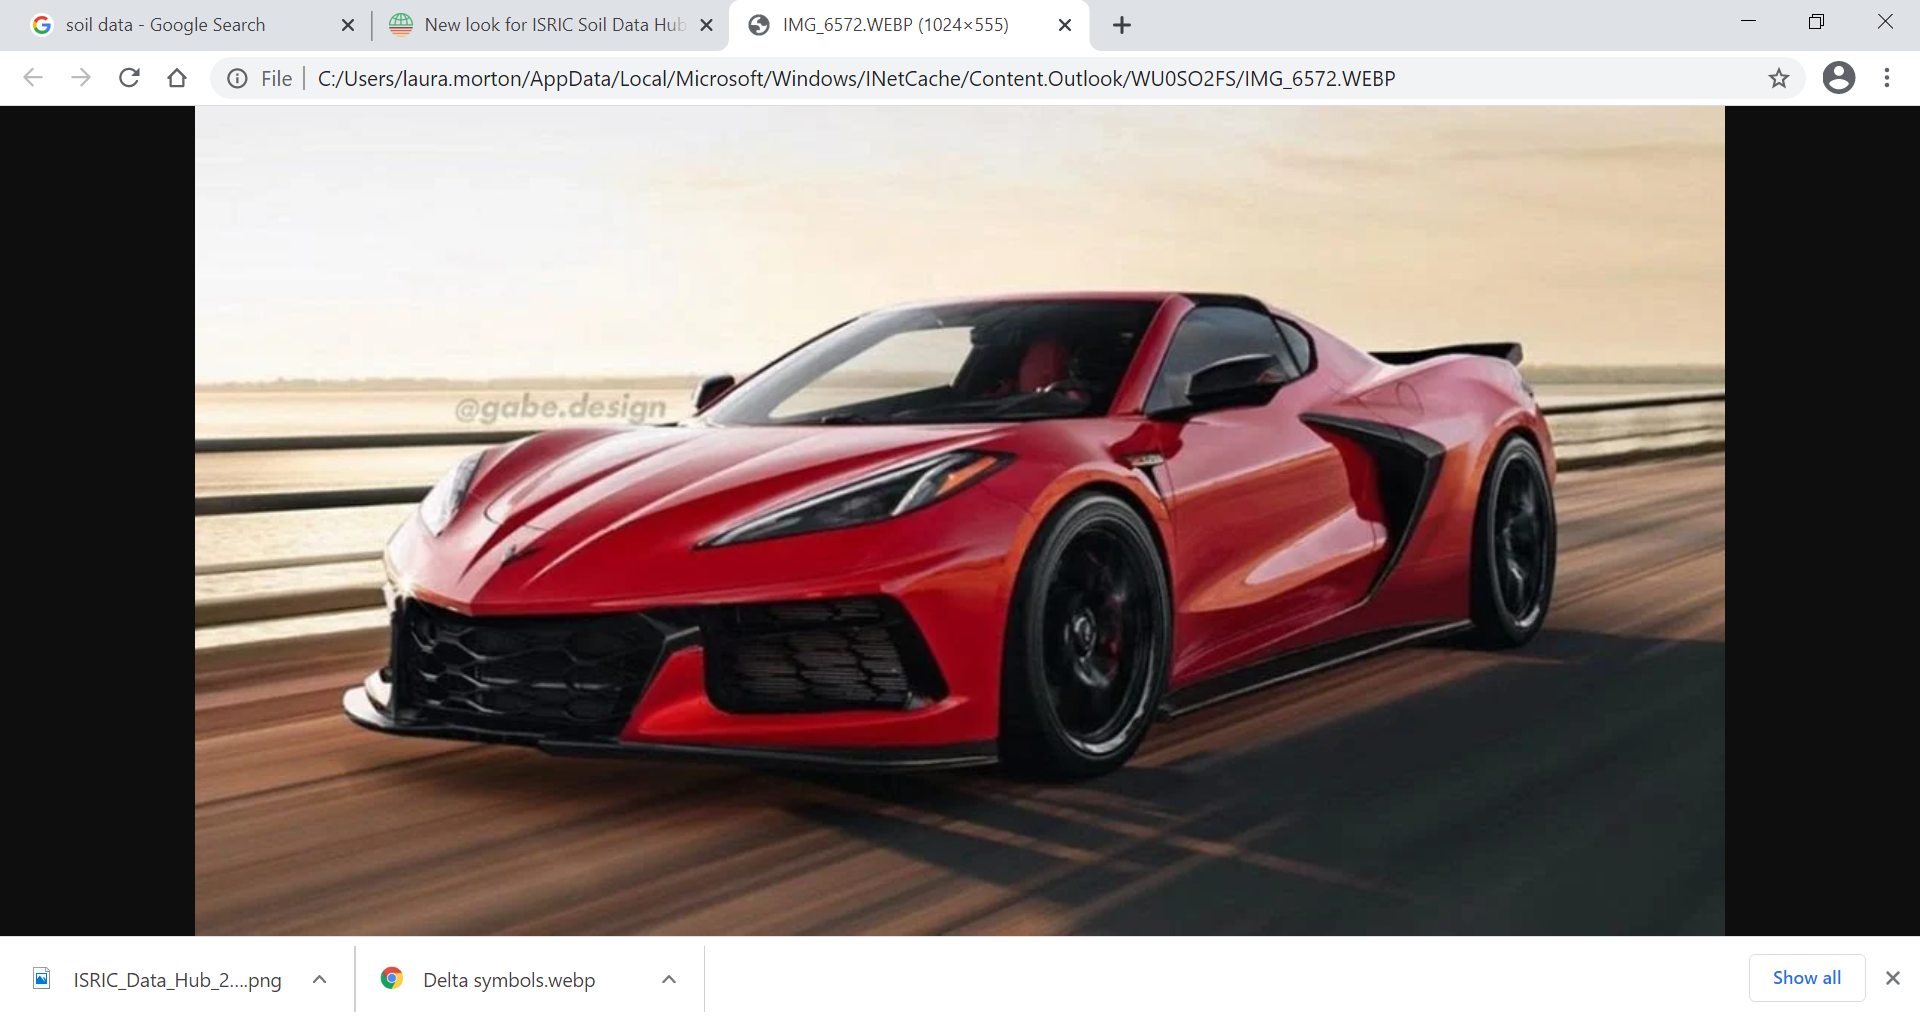 soil data - Google Search
New look for ISRIC Soil Data Hub
IMG_6572.WEBP (1024×555)
File
C:/Users/laura.morton/AppData/Local/Microsoft/Windows/INetCache/Content.Outlook/WU0SO2FS/IMG_6572.WEBP
@gabe.design
ISRIC_Data_Hub_2....png
Delta symbols.webp
Show all